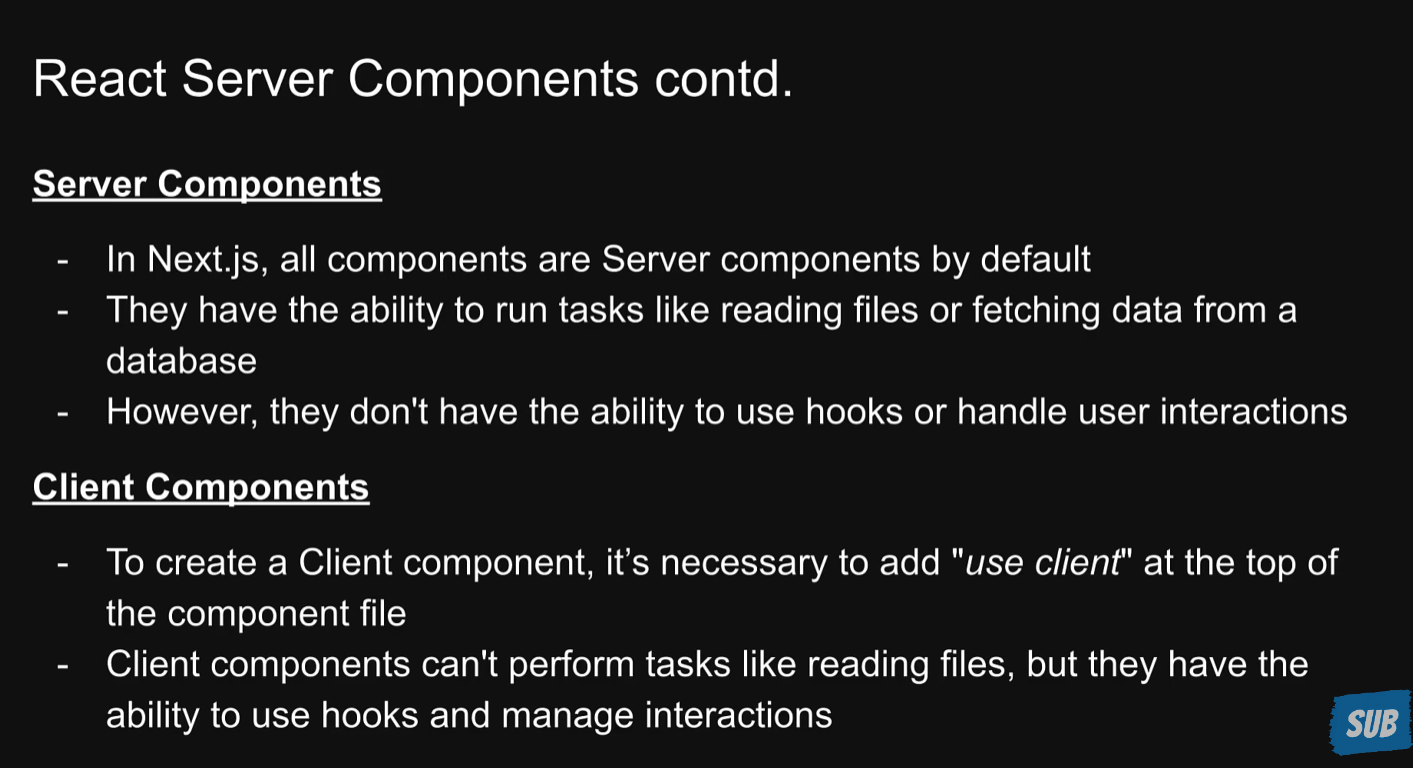 React Server Components contd.
Server Components
- In Next.js, all components are Server components by default
- They have the ability to run tasks like reading files or fetching data from a
database
- However, they don't have the ability to use hooks or handle user interactions
Client Components
- To create a Client component, it’s necessary to add "use client" at the top of
the component file
- Client components can't perform tasks like reading files, but they have the
ability to use hooks and manage interactions
SUB